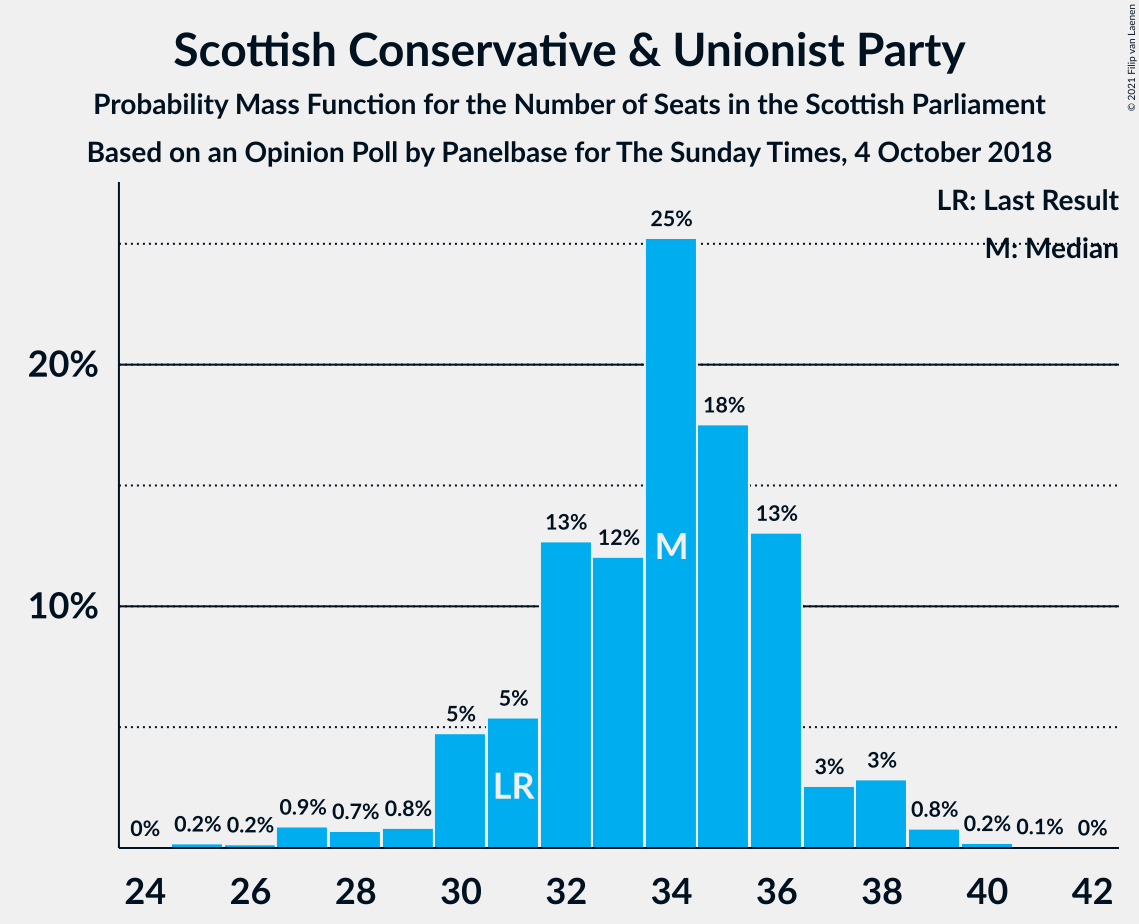 Scottish Conservative & Unionist Party
Probability Mass Function for the Number of Seats in the Scottish Parliament
Based on an Opinion Poll by Panelbase for The Sunday Times, 4 October 2018
© 2021 Filip van Laenen
LR: Last Result
M: Median
20%
10%
0%
0.2%
0.2%
0.9%
0.7%
0.8%
5%
5%
13%
12%
25%
18%
13%
3%
3%
0.8%
0.2%
0.1%
0%
LR
M
24 26 28 30 32 34 36 38 40 42